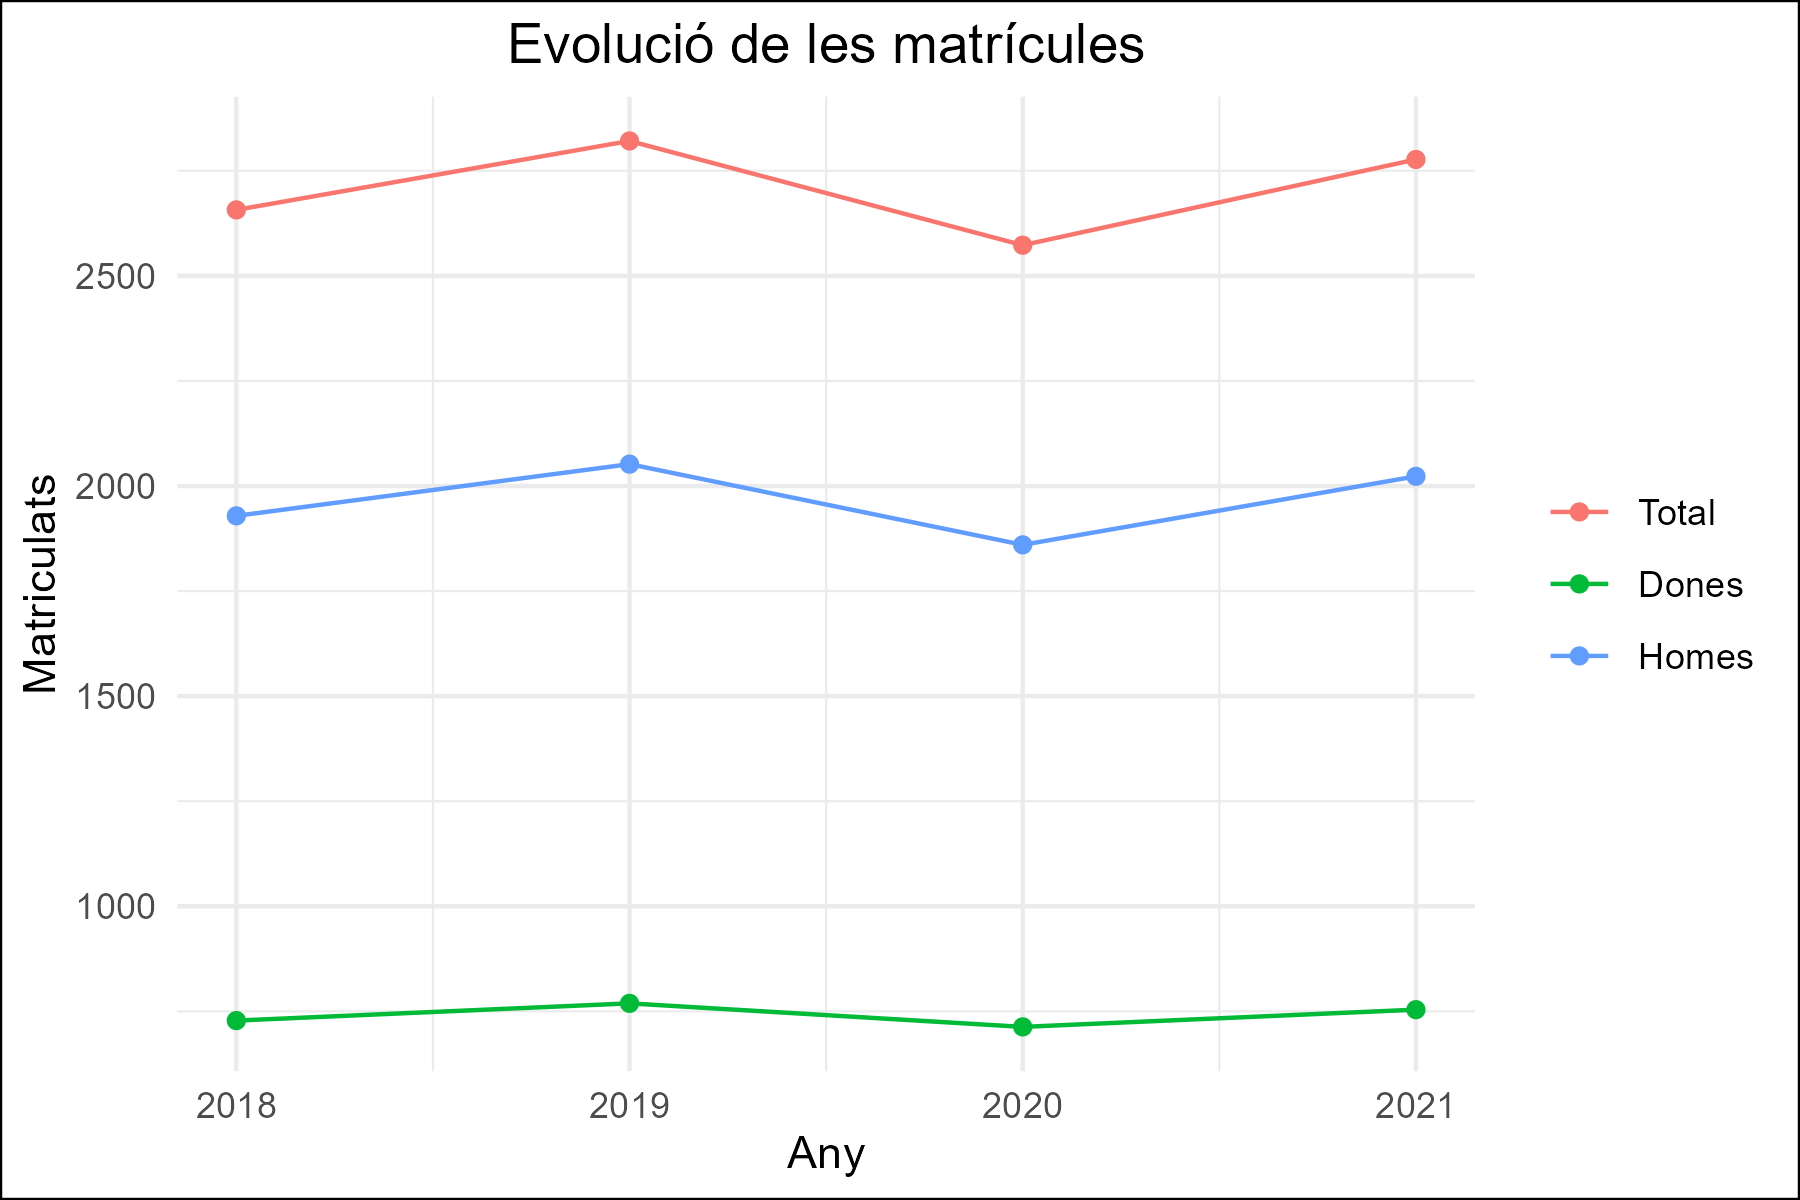 Evolució de les matrícules
Matriculats
2500
2000
1500
1000
2018 2019 2020 2021
Any
Total
Dones
Homes